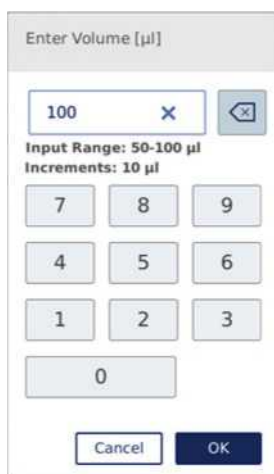 Enter Volume [µl]
100
Input Range: 50-100 µl
Increments: 10 µl
7 8 9
4 5 6
1 2 3
0
Cancel OK